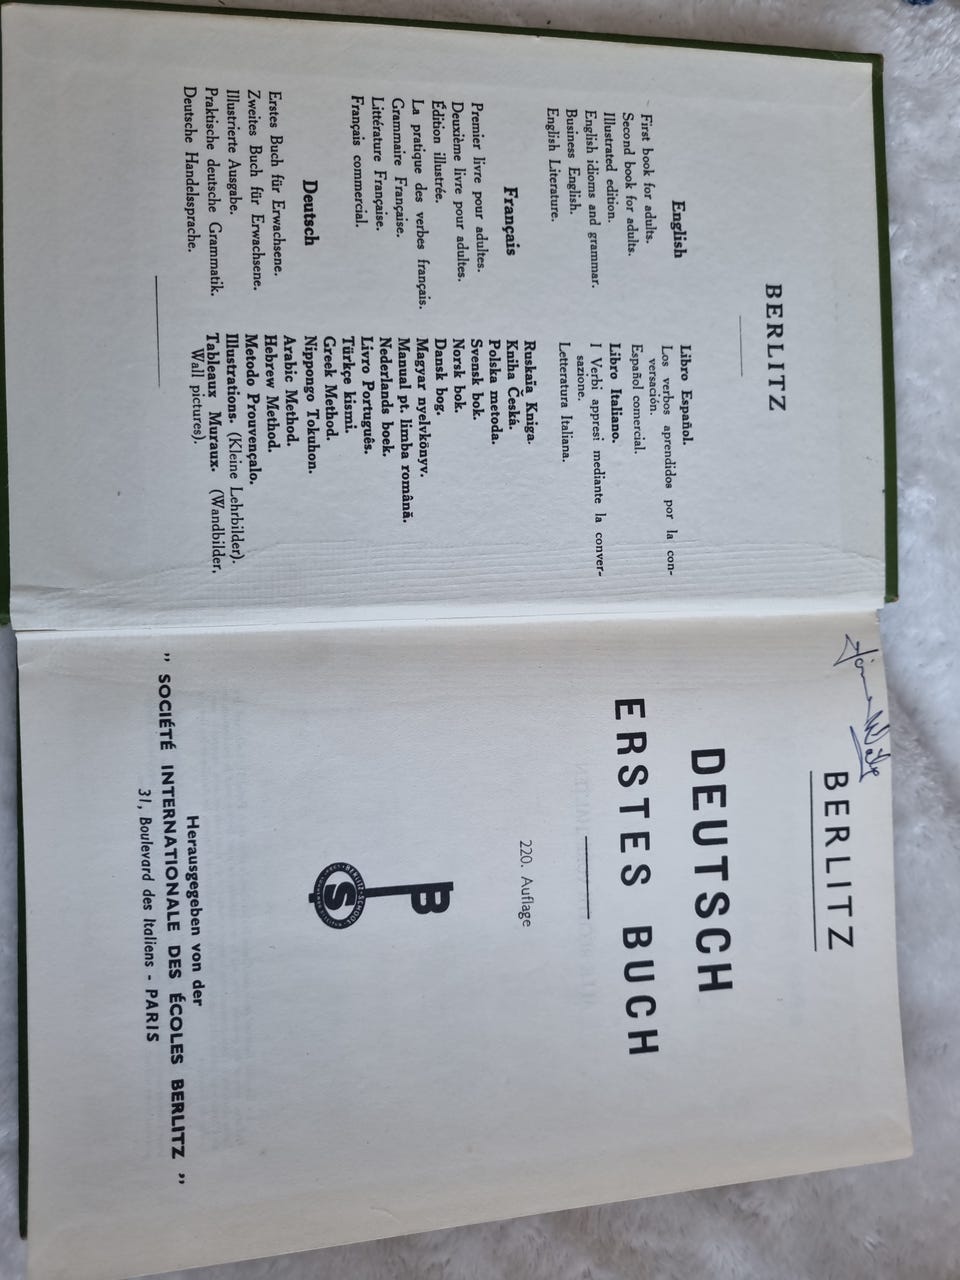 BERLITZ
English
First book for adults.
Second book for adults.
Illustrated edition.
English idioms and grammar.
Business English.
English Literature.
Français
Premier livre pour adultes.
Deuxième livre pour adultes.
Édition illustrée.
La pratique des verbes français.
Grammaire Française.
Littérature Française.
Français commercial.
Deutsch
Erstes Buch für Erwachsene.
Zweites Buch für Erwachsene.
Illustrierte Ausgabe.
Praktische deutsche Grammatik.
Deutsche Handelssprache.
Libro Español.
Los verbos aprendidos por la con-
versación.
Español comercial.
Libro Italiano.
I Verbi appresi mediante la conver-
sazione.
Letteratura Italiana.
Ruskaïa Kniga.
Kniha Česká.
Polska metoda.
Svensk bok.
Norsk bok.
Dansk bog.
Magyar nyelvkönyv.
Manual pt. limba română.
Nederlands boek.
Livro Português.
Türkçe kismi.
Greek Method.
Nippongo Tokuhon.
Arabic Method.
Hebrew Method.
Metodo Prouvençalo.
Illustrations. (Kleine Lehrbilder).
Tableaux Muraux. (Wandbilder,
Wall pictures).
BERLITZ
DEUTSCH
ERSTES BUCH
220. Auflage
B
S
Herausgegeben von der
" SOCIÉTÉ INTERNATIONALE DES ÉCOLES BERLITZ "
31, Boulevard des Italiens - PARIS